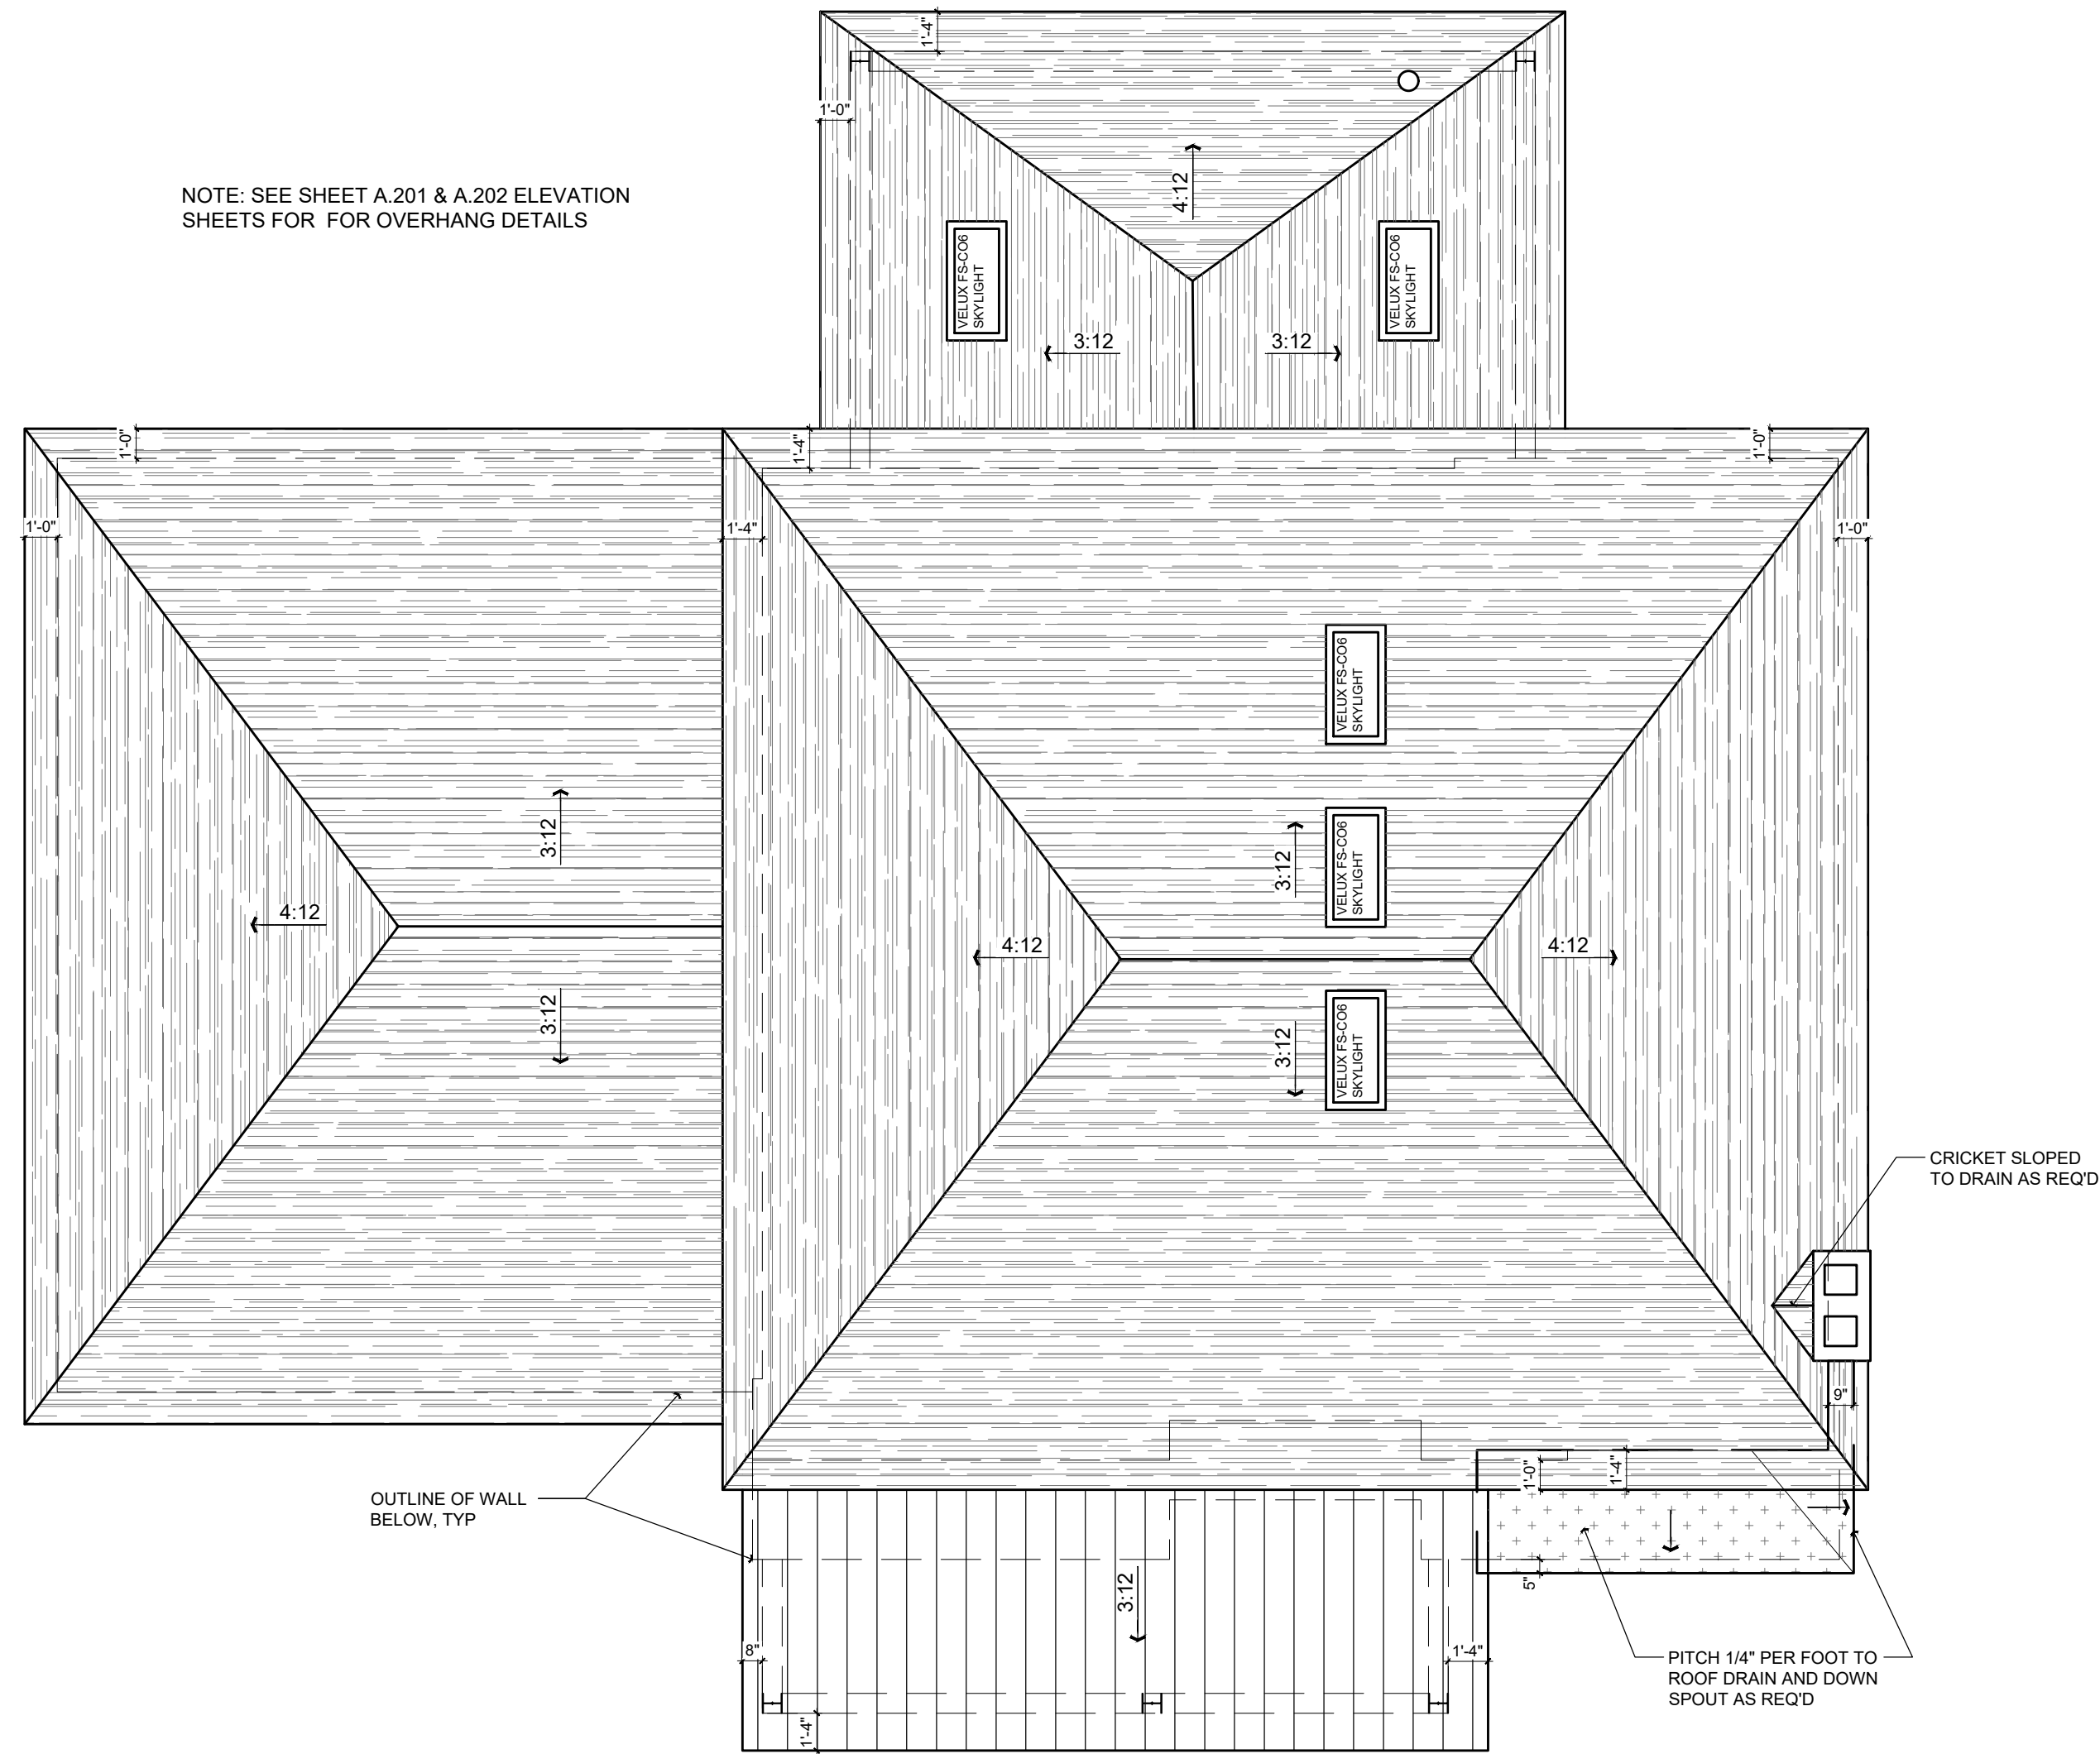 1'-4"
1'-0"
NOTE: SEE SHEET A.201 & A.202 ELEVATION
SHEETS FOR  FOR OVERHANG DETAILS
4:12
VELUX FS-CO6
SKYLIGHT
VELUX FS-CO6
SKYLIGHT
3:12
3:12
1'-0"
1'-4"
1'-0"
1'-0"
1'-4"
1'-0"
VELUX FS-CO6
SKYLIGHT
3:12
3:12
VELUX FS-CO6
SKYLIGHT
4:12
4:12
4:12
3:12
3:12
VELUX FS-CO6
SKYLIGHT
CRICKET SLOPED
TO DRAIN AS REQ'D
9"
1'-0"
1'-4"
OUTLINE OF WALL
BELOW, TYP
5"
3:12
8"
1'-4"
PITCH 1/4" PER FOOT TO
ROOF DRAIN AND DOWN
SPOUT AS REQ'D
1'-4"